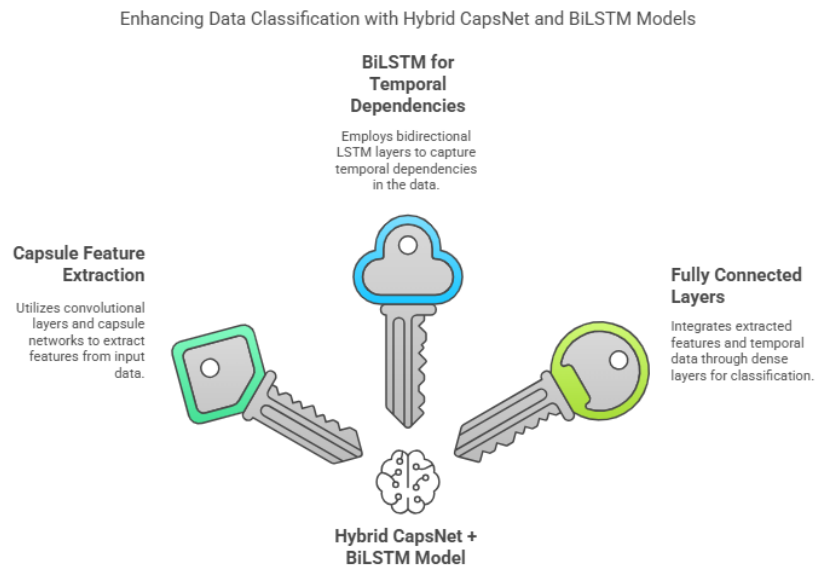 Enhancing Data Classification with Hybrid CapsNet and BiLSTM Models
BiLSTM for
Temporal
Dependencies
Employs bidirectional
LSTM layers to capture
temporal dependencies
in the data.
Capsule Feature
Extraction
Utilizes convolutional
layers and capsule
networks to extract
features from input
data.
Fully Connected
Layers
Integrates extracted
features and temporal
data through dense
layers for classification.
Hybrid CapsNet +
BiLSTM Model